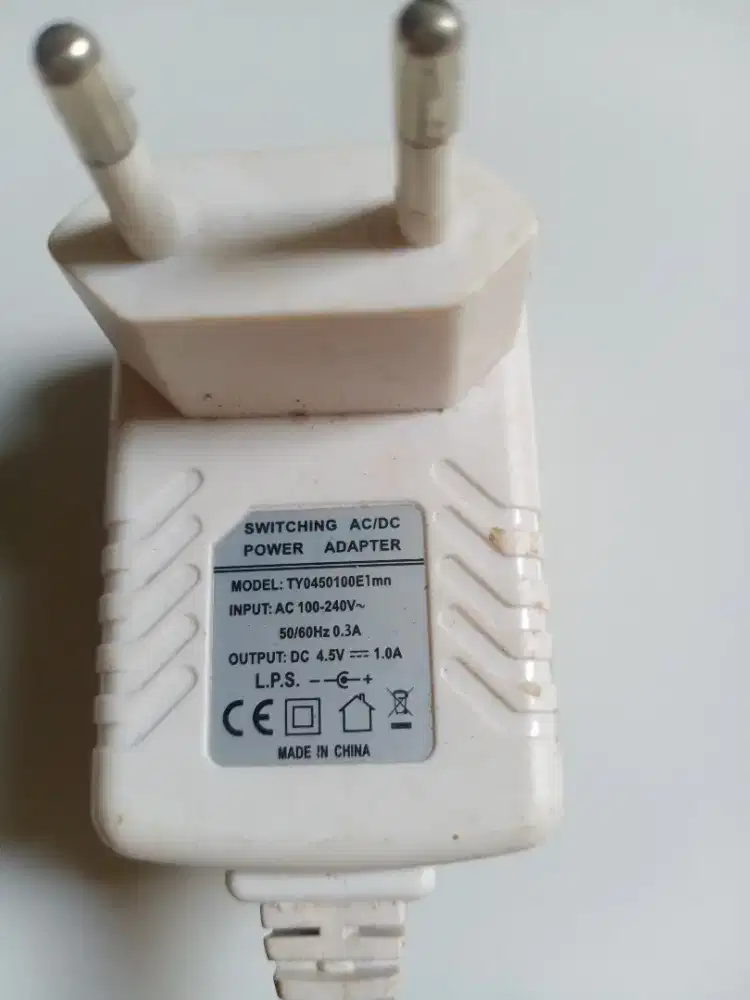 SWITCHING AC/DC
POWER ADAPTER
MODEL: TY0450100E1mn
INPUT: AC 100-240V~
50/60Hz 0.3A
OUTPUT: DC 4.5V ⎓ 1.0A
L.P.S. - +
CE
MADE IN CHINA